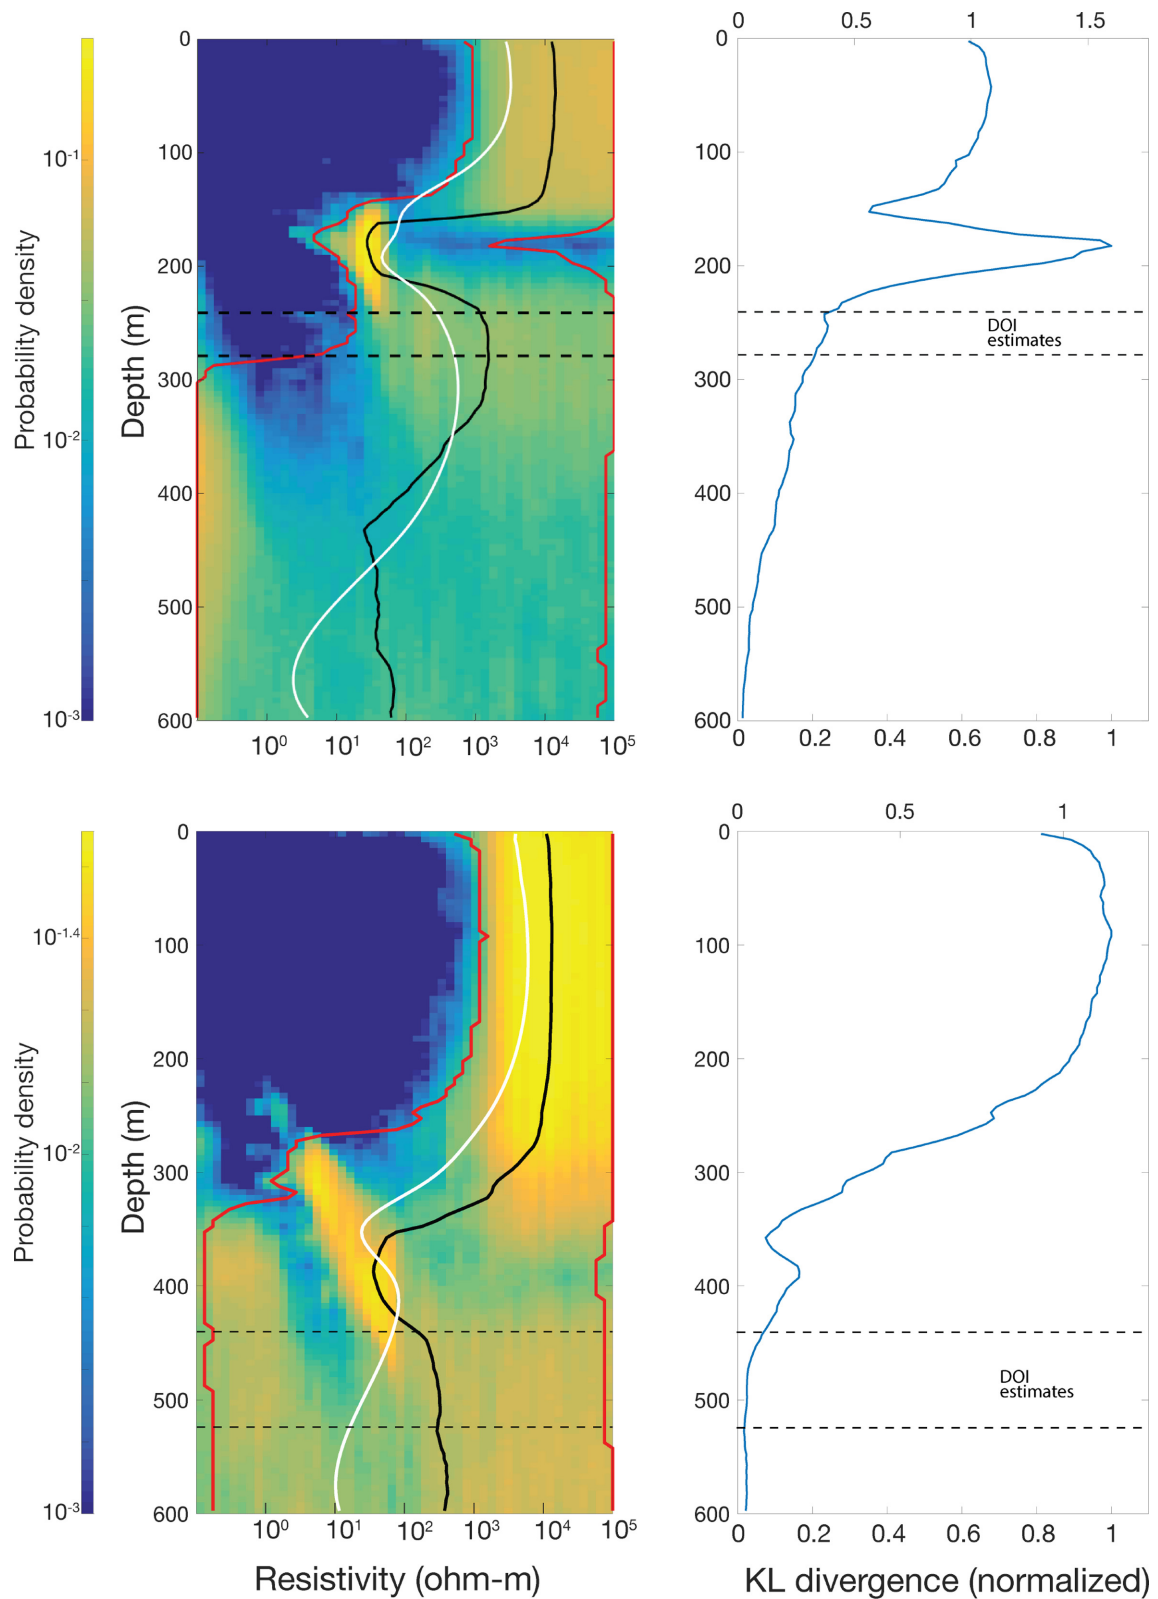 0 0.5 1 1.5
0 0
10-1 100 100
Probability density
Depth (m)
200 200
DOI
estimates
300 300
10-2
400 400
500 500
10-3 600 600
100 101 102 103 104 105
0 0.2 0.4 0.6 0.8 1
0 0.5 1
0 0
10-1.4
100 100
200 200
Probability density
Depth (m)
10-2
300 300
400 400
DOI
estimates
500 500
10-3 600 600
100 101 102 103 104 105
0 0.2 0.4 0.6 0.8 1
Resistivity (ohm-m)
KL divergence (normalized)